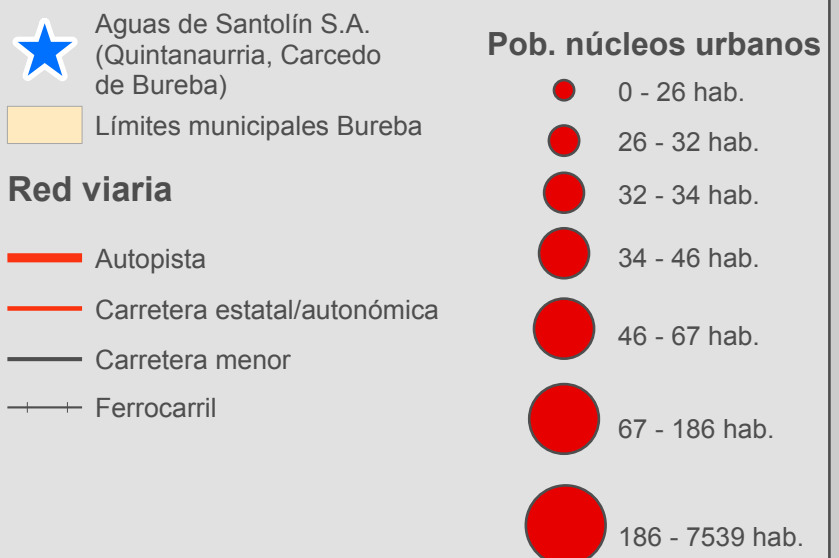 Aguas de Santolín S.A.
(Quintanaurria, Carcedo
de Bureba)
Límites municipales Bureba
Red viaria
Autopista
Carretera estatal/autonómica
Carretera menor
Ferrocarril
Pob. núcleos urbanos
0 - 26 hab.
26 - 32 hab.
32 - 34 hab.
34 - 46 hab.
46 - 67 hab.
67 - 186 hab.
186 - 7539 hab.